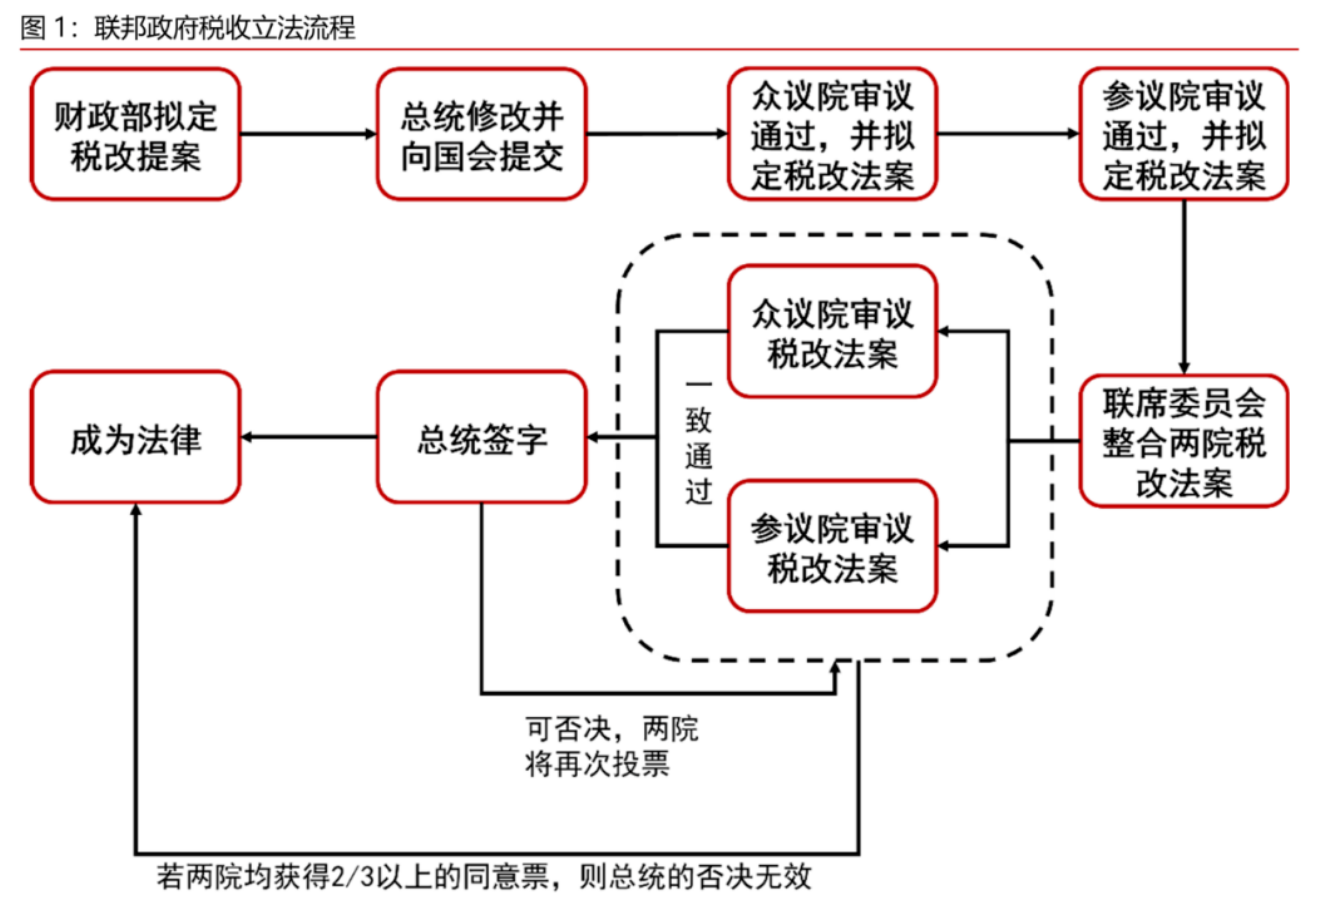 图 1：联邦政府税收立法流程
财政部拟定
税改提案
总统修改并
向国会提交
众议院审议
通过，并拟
定税改法案
参议院审议
通过，并拟
定税改法案
联席委员会
整合两院税
改法案
众议院审议
税改法案
参议院审议
税改法案
一
致
通
过
总统签字
成为法律
可否决，两院
将再次投票
若两院均获得2/3以上的同意票，则总统的否决无效